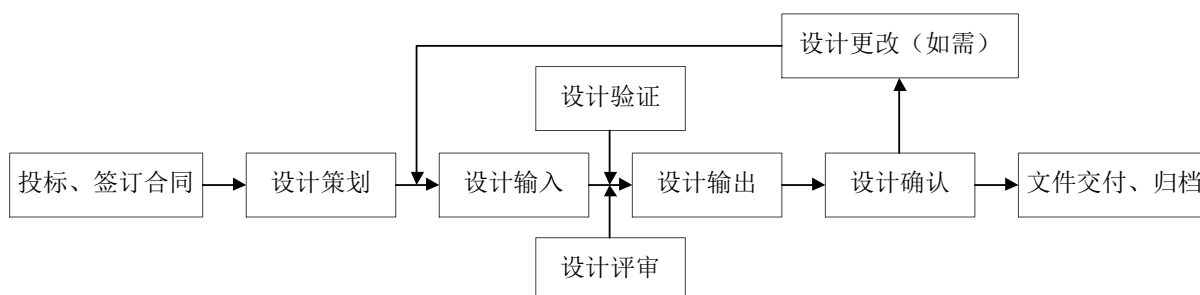 设计更改（如需）
设计验证
投标、签订合同
设计策划
设计输入
设计输出
设计确认
文件交付、归档
设计评审